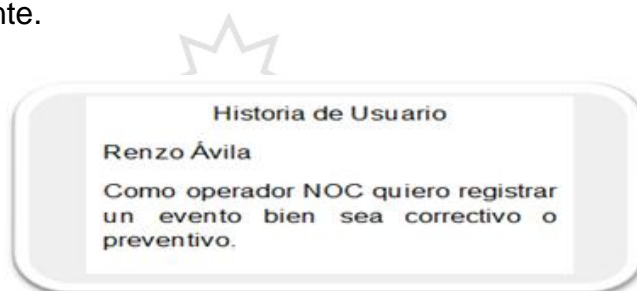 nte.
Historia de Usuario
Renzo Ávila
Como operador NOC quiero registrar
un evento bien sea correctivo o
preventivo.